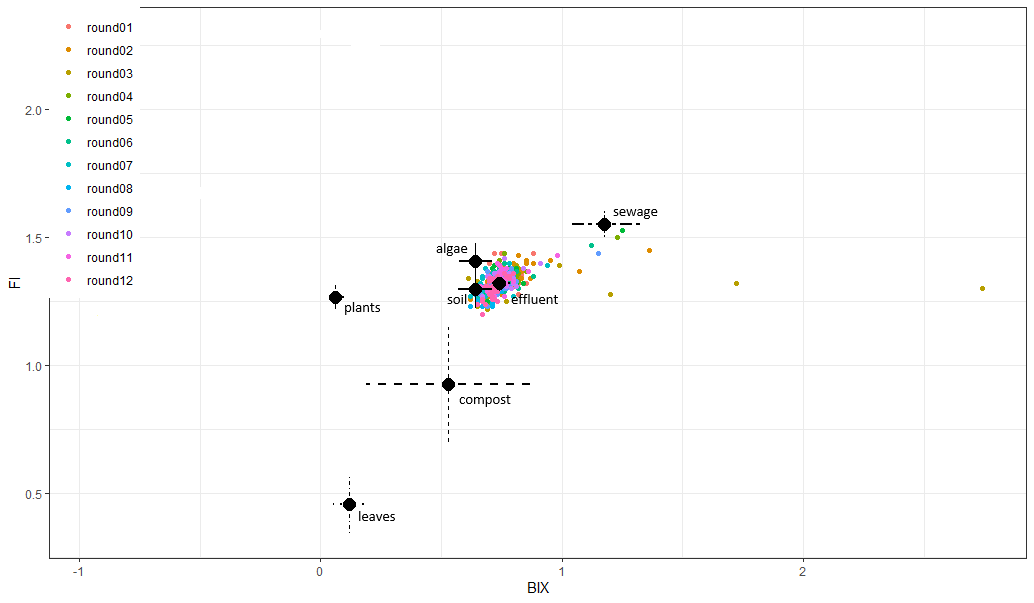 round01
round02
round03
round04
round05
round06
round07
round08
round09
round10
round11
round12
2.0
1.5
1.0
0.5
FI
sewage
algae
soil
effluent
plants
compost
leaves
-1
0
1
2
BIX